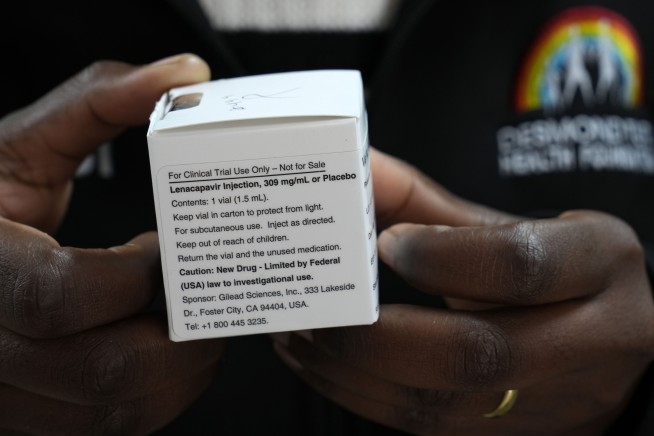 For Clinical Trial Use Only – Not for Sale
Lenacapavir Injection, 309 mg/mL or Placebo
Contents: 1 vial (1.5 mL).
Keep vial in carton to protect from light.
For subcutaneous use. Inject as directed.
Keep out of reach of children.
Return the vial and the unused medication.
Caution: New Drug - Limited by Federal
(USA) law to investigational use.
Sponsor: Gilead Sciences, Inc., 333 Lakeside
Dr., Foster City, CA 94404, USA.
Tel: +1 800 445 3235.
HEALTH